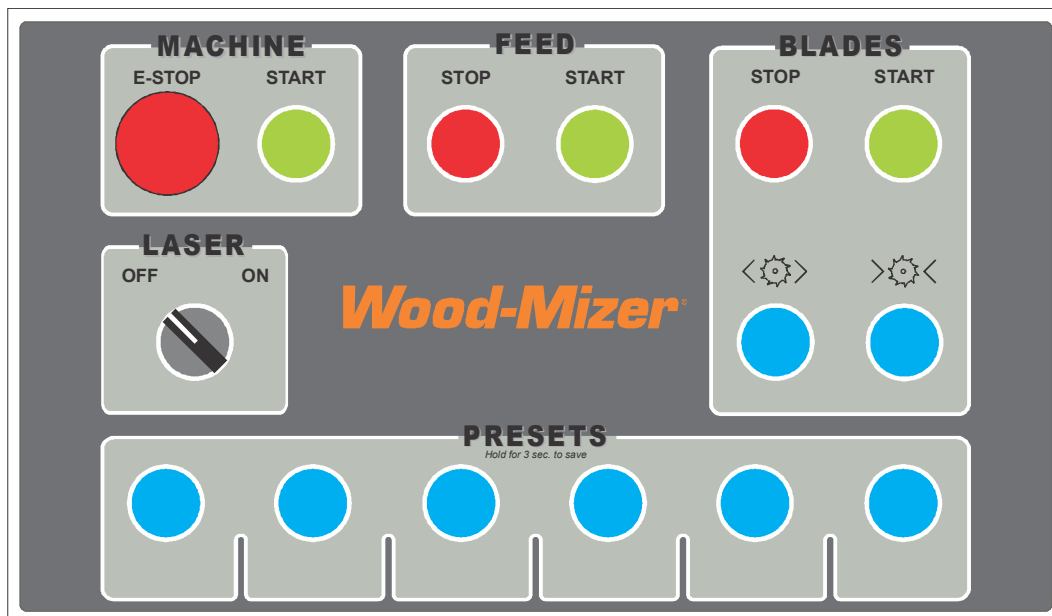 MACHINE
E-STOP START
FEED
STOP START
BLADES
STOP START
LASER
OFF ON
Wood-Mizer®
PRESETS
Hold for 3 sec. to save